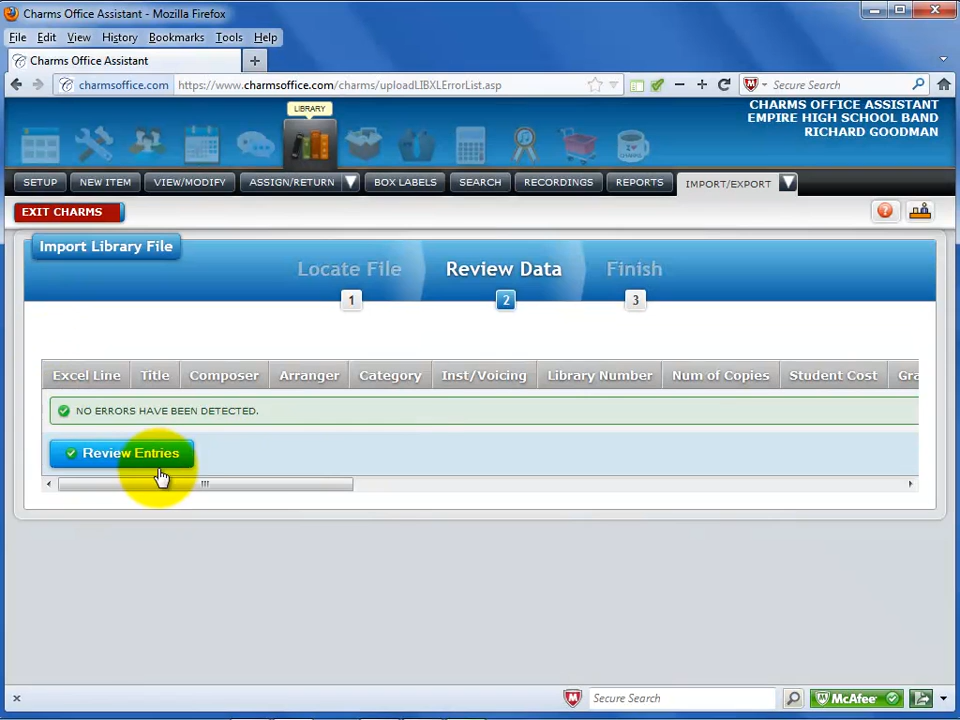 Charms Office Assistant - Mozilla Firefox
File Edit View History Bookmarks Tools Help
Charms Office Assistant
charmsoffice.com https://www.charmsoffice.com/charms/uploadLIBXLErrorList.asp Secure Search
LIBRARY
CHARMS OFFICE ASSISTANT
EMPIRE HIGH SCHOOL BAND
RICHARD GOODMAN
CHARMS
SETUP NEW ITEM VIEW/MODIFY ASSIGN/RETURN BOX LABELS SEARCH RECORDINGS REPORTS IMPORT/EXPORT
EXIT CHARMS
Import Library File
Locate File Review Data Finish
1 2 3
Excel Line Title Composer Arranger Category Inst/Voicing Library Number Num of Copies Student Cost Gra
NO ERRORS HAVE BEEN DETECTED.
Review Entries
Secure Search McAfee